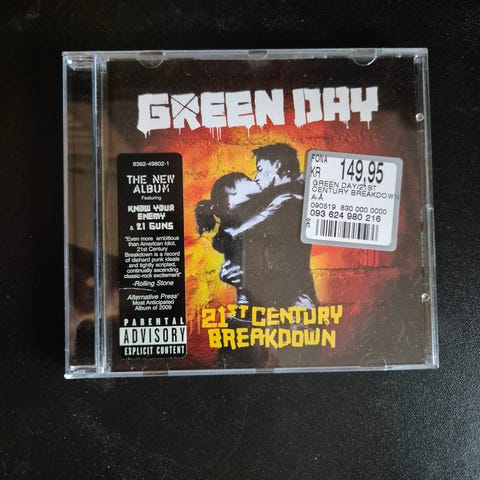 GREEN DAY
9362-49802-1
THE NEW
ALBUM
Featuring
KNOW YOUR
ENEMY
& 21 GUNS
"Even more ambitious
than American Idiot,
21st Century
Breakdown is a record
of diehard punk ideals
and tightly scripted,
continually ascending
classic-rock excitement"
-Rolling Stone
Alternative Press'
Most Anticipated
Album of 2009
PARENTAL
ADVISORY
EXPLICIT CONTENT
FONA
KR 149,95
GREEN DAY/21ST
CENTURY BREAKDOWN
A-Å
090519 830 000 0000
093 624 980 216
21ST CENTURY
BREAKDOWN